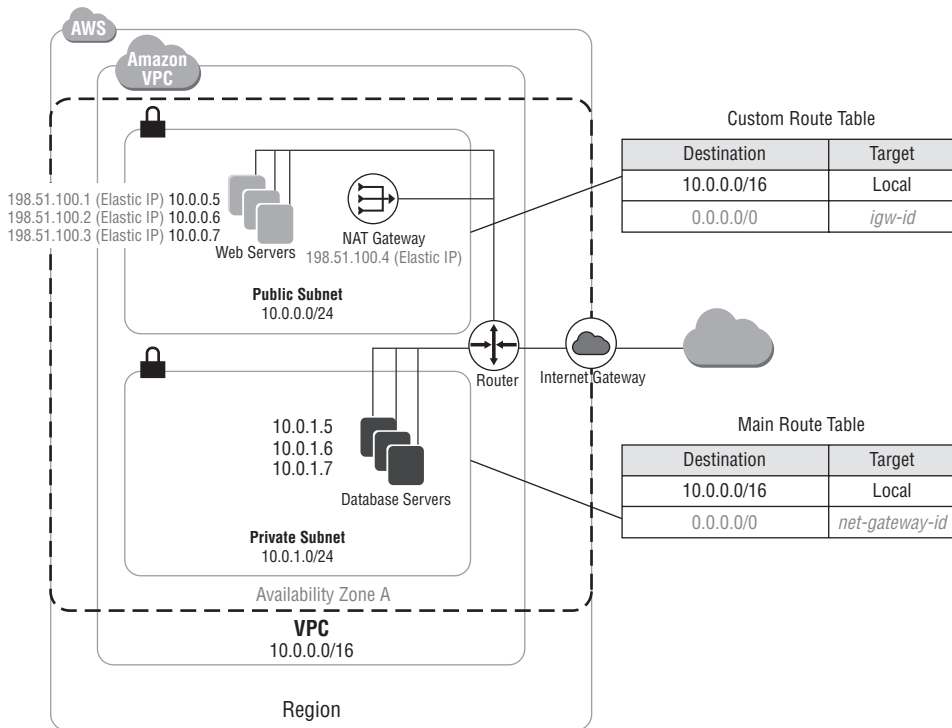 AWS
Amazon
VPC
198.51.100.1 (Elastic IP) 10.0.0.5
198.51.100.2 (Elastic IP) 10.0.0.6
198.51.100.3 (Elastic IP) 10.0.0.7
Web Servers
NAT Gateway
198.51.100.4 (Elastic IP)
Public Subnet
10.0.0.0/24
Custom Route Table
Destination Target
10.0.0.0/16 Local
0.0.0.0/0 igw-id
Router
Internet Gateway
10.0.1.5
10.0.1.6
10.0.1.7
Database Servers
Private Subnet
10.0.1.0/24
Main Route Table
Destination Target
10.0.0.0/16 Local
0.0.0.0/0 net-gateway-id
Availability Zone A
VPC
10.0.0.0/16
Region